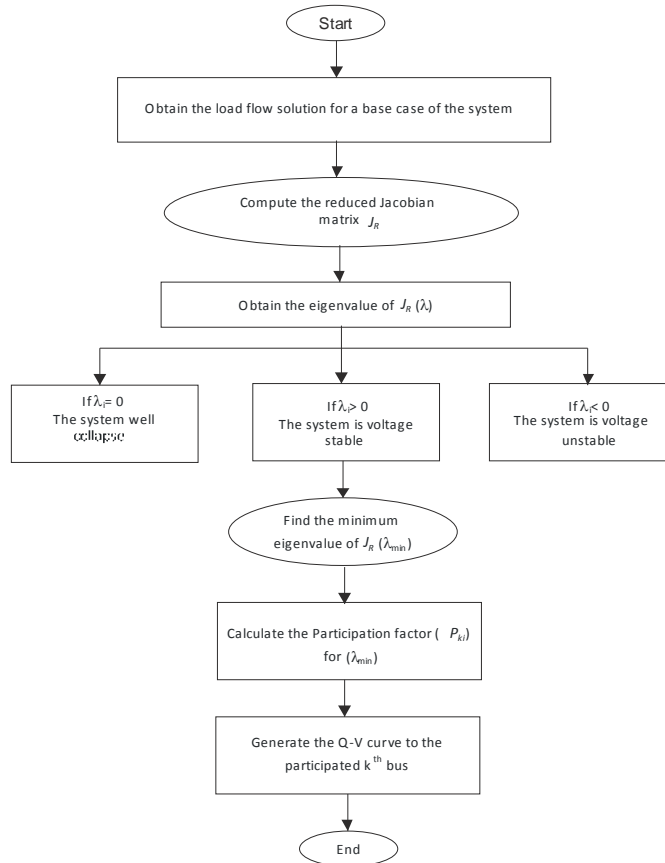 Start
Obtain the load flow solution for a base case of the system
Compute the reduced Jacobian
matrix J_R
Obtain the eigenvalue of J_R (λ)
If λ_i= 0
The system well
collapse
If λ_i> 0
The system is voltage
stable
If λ_i< 0
The system is voltage
unstable
Find the minimum
eigenvalue of J_R (λ_min)
Calculate the Participation factor ( P_ki)
for (λ_min)
Generate the Q-V curve to the
participated k^th bus
End